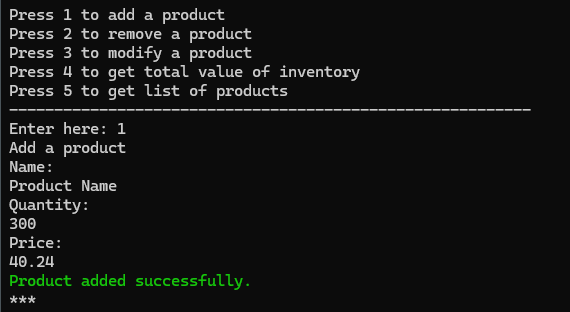 Press 1 to add a product
Press 2 to remove a product
Press 3 to modify a product
Press 4 to get total value of inventory
Press 5 to get list of products
----------------------------------------------------------
Enter here: 1
Add a product
Name:
Product Name
Quantity:
300
Price:
40.24
Product added successfully.
***